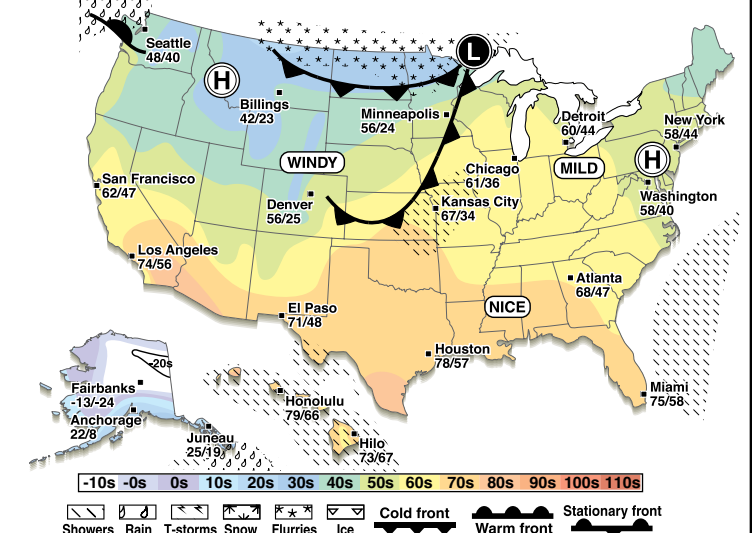 L
Seattle
48/40
H
Billings
42/23
Minneapolis
56/24
Detroit
60/44
New York
58/44
WINDY
Chicago
61/36
MILD
H
San Francisco
62/47
Denver
56/25
Kansas City
67/34
Washington
58/40
Los Angeles
74/56
Atlanta
68/47
El Paso
71/48
NICE
Houston
78/57
-20s
Fairbanks
-13/-24
Anchorage
22/8
Juneau
25/19
Honolulu
79/66
Hilo
73/67
Miami
75/58
-10s -0s 0s 10s 20s 30s 40s 50s 60s 70s 80s 90s 100s 110s
Showers Rain T-storms Snow Flurries Ice Cold front Warm front Stationary front